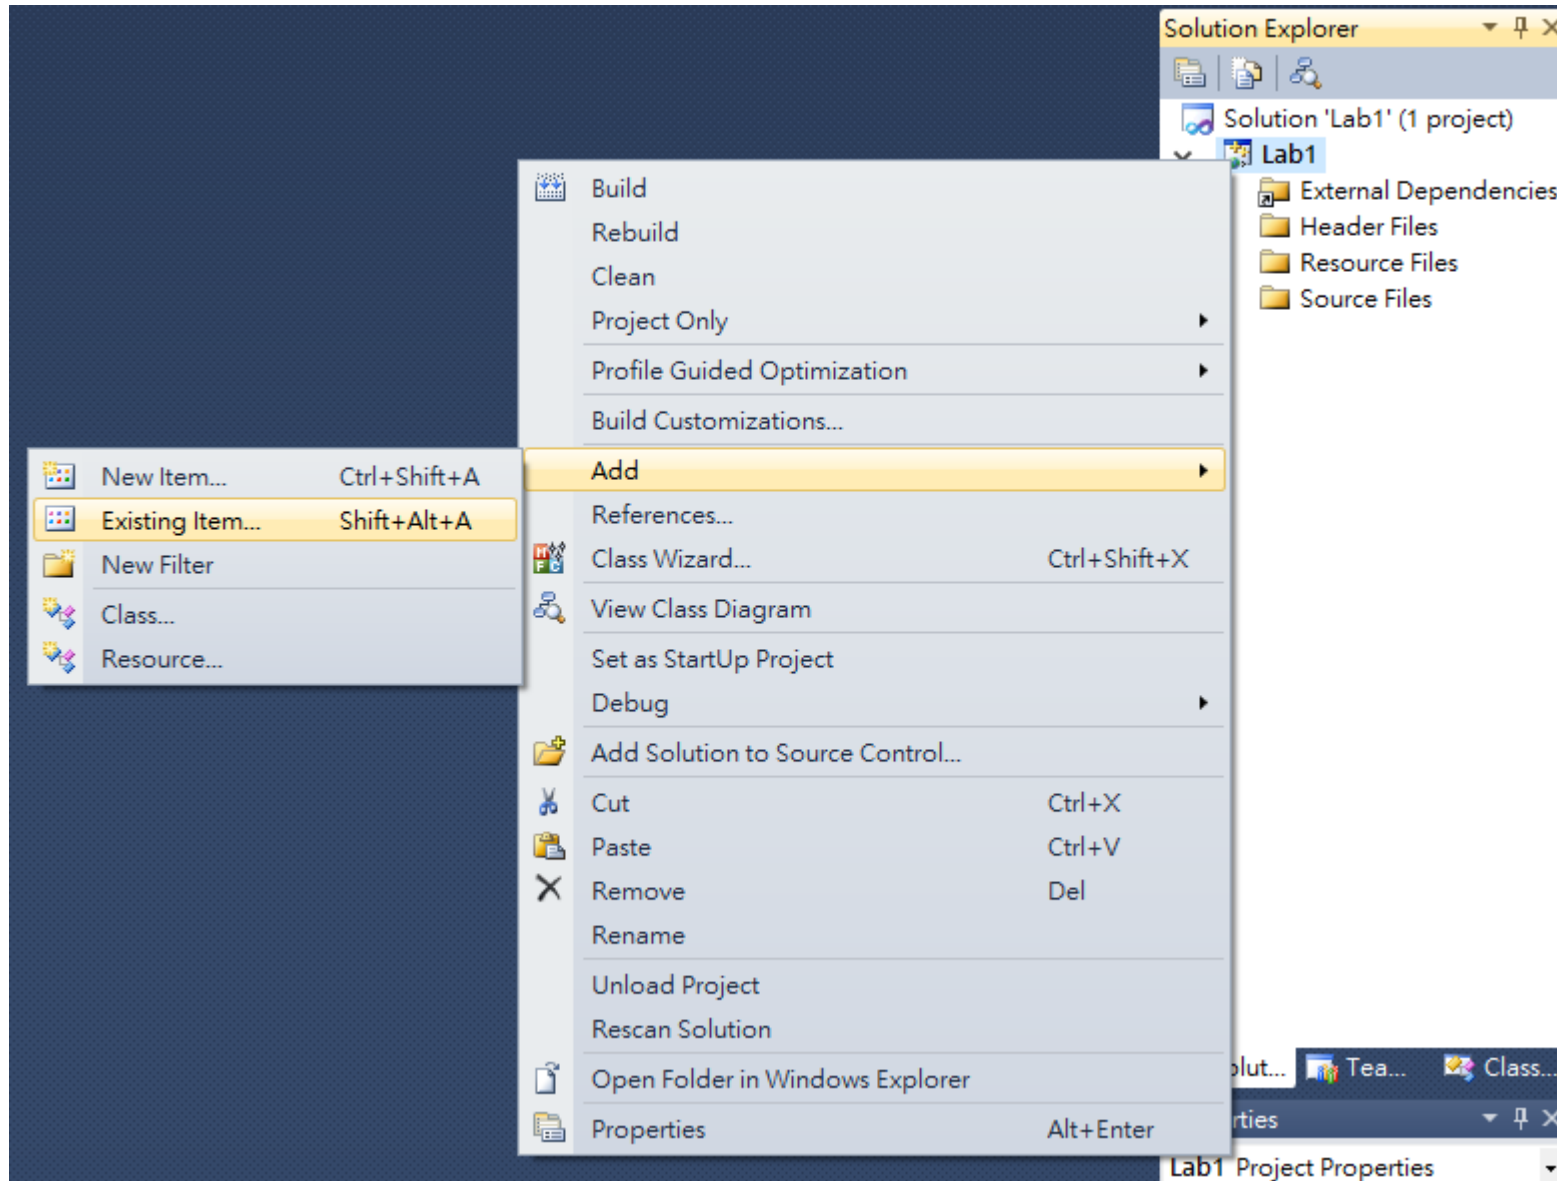 Solution Explorer
Solution 'Lab1' (1 project)
Lab1
External Dependencies
Header Files
Resource Files
Source Files
Build
Rebuild
Clean
Project Only
Profile Guided Optimization
Build Customizations...
Add
References...
Class Wizard... Ctrl+Shift+X
View Class Diagram
Set as StartUp Project
Debug
Add Solution to Source Control...
Cut Ctrl+X
Paste Ctrl+V
Remove Del
Rename
Unload Project
Rescan Solution
Open Folder in Windows Explorer
Properties Alt+Enter
New Item... Ctrl+Shift+A
Existing Item... Shift+Alt+A
New Filter
Class...
Resource...
olut... Tea... Class...
rties
Lab1 Project Properties